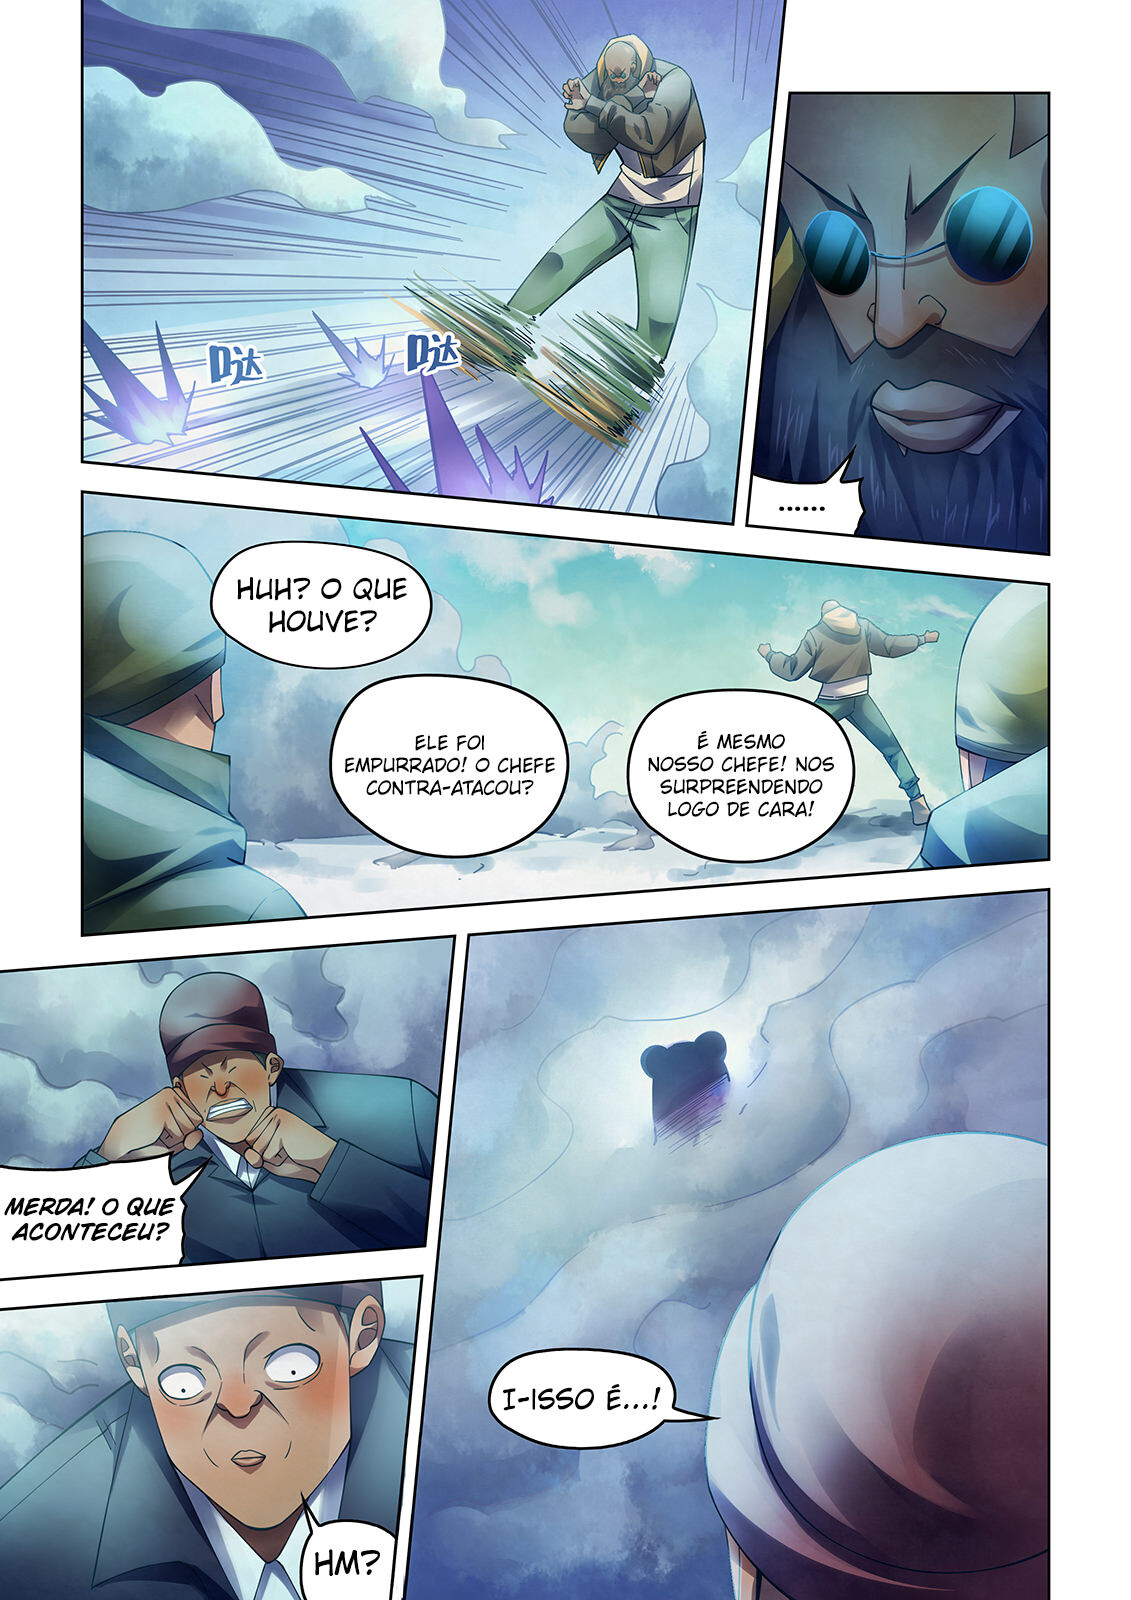 哒
哒
......
HUH? O QUE
HOUVE?
ELE FOI
EMPURRADO! O CHEFE
CONTRA-ATACOU?
É MESMO
NOSSO CHEFE! NOS
SURPREENDENDO
LOGO DE CARA!
MERDA! O QUE
ACONTECEU?
I-ISSO É...!
HM?